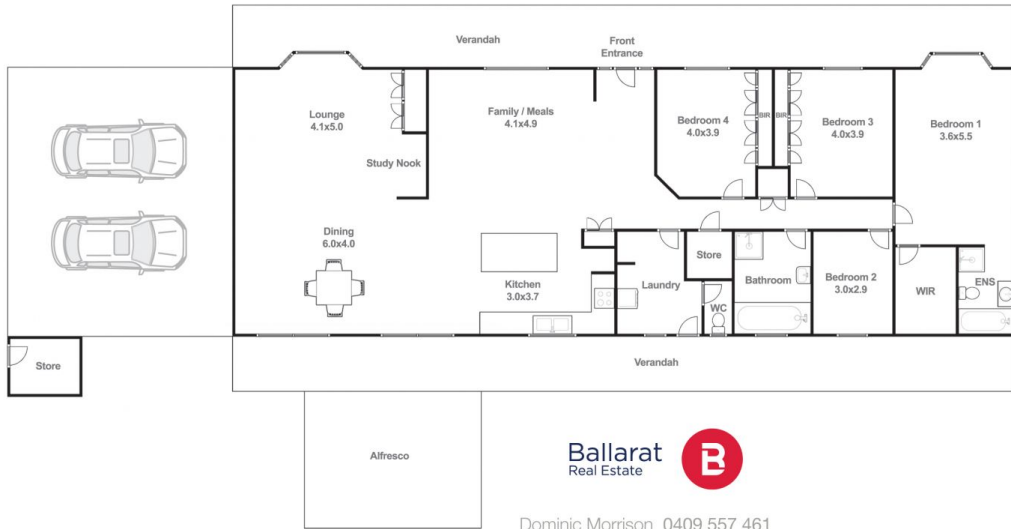 Verandah
Front
Entrance
Lounge
4.1x5.0
Family / Meals
4.1x4.9
Bedroom 4
4.0x3.9
BIR
BIR
Bedroom 3
4.0x3.9
Bedroom 1
3.6x5.5
Study Nook
Dining
6.0x4.0
Kitchen
3.0x3.7
Laundry
Store
WC
Bathroom
Bedroom 2
3.0x2.9
WIR
ENS
Store
Verandah
Alfresco
Ballarat
Real Estate
B
Dominic Morrison 0409 557 461